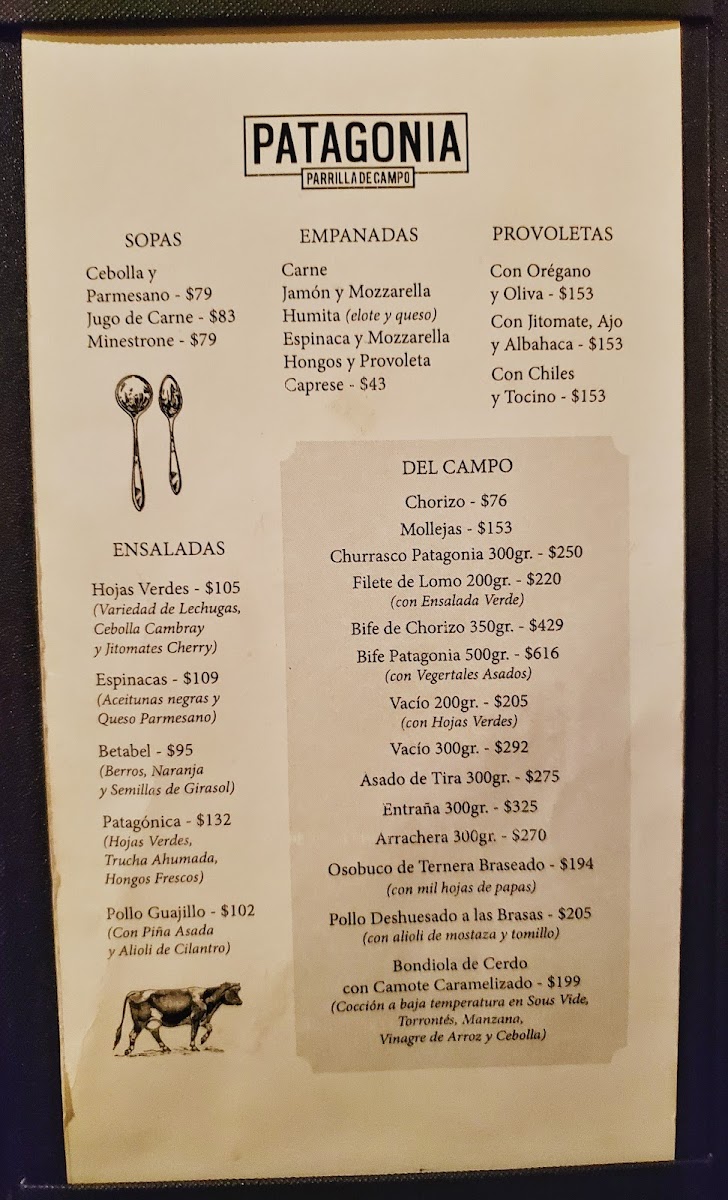 PATAGONIA
PARRILLA DE CAMPO
SOPAS
Cebolla y
Parmesano - $79
Jugo de Carne - $83
Minestrone - $79
EMPANADAS
Carne
Jamón y Mozzarella
Humita (elote y queso)
Espinaca y Mozzarella
Hongos y Provoleta
Caprese - $43
PROVOLETAS
Con Orégano
y Oliva - $153
Con Jitomate, Ajo
y Albahaca - $153
Con Chiles
y Tocino - $153
ENSALADAS
Hojas Verdes - $105
(Variedad de Lechugas,
Cebolla Cambray
y Jitomates Cherry)
Espinacas - $109
(Aceitunas negras y
Queso Parmesano)
Betabel - $95
(Berros, Naranja
y Semillas de Girasol)
Patagónica - $132
(Hojas Verdes,
Trucha Ahumada,
Hongos Frescos)
Pollo Guajillo - $102
(Con Piña Asada
y Alioli de Cilantro)
DEL CAMPO
Chorizo - $76
Mollejas - $153
Churrasco Patagonia 300gr. - $250
Filete de Lomo 200gr. - $220
(con Ensalada Verde)
Bife de Chorizo 350gr. - $429
Bife Patagonia 500gr. - $616
(con Vegertales Asados)
Vacío 200gr. - $205
(con Hojas Verdes)
Vacío 300gr. - $292
Asado de Tira 300gr. - $275
Entraña 300gr. - $325
Arrachera 300gr. - $270
Osobuco de Ternera Braseado - $194
(con mil hojas de papas)
Pollo Deshuesado a las Brasas - $205
(con alioli de mostaza y tomillo)
Bondiola de Cerdo
con Camote Caramelizado - $199
(Cocción a baja temperatura en Sous Vide,
Torrontés, Manzana,
Vinagre de Arroz y Cebolla)